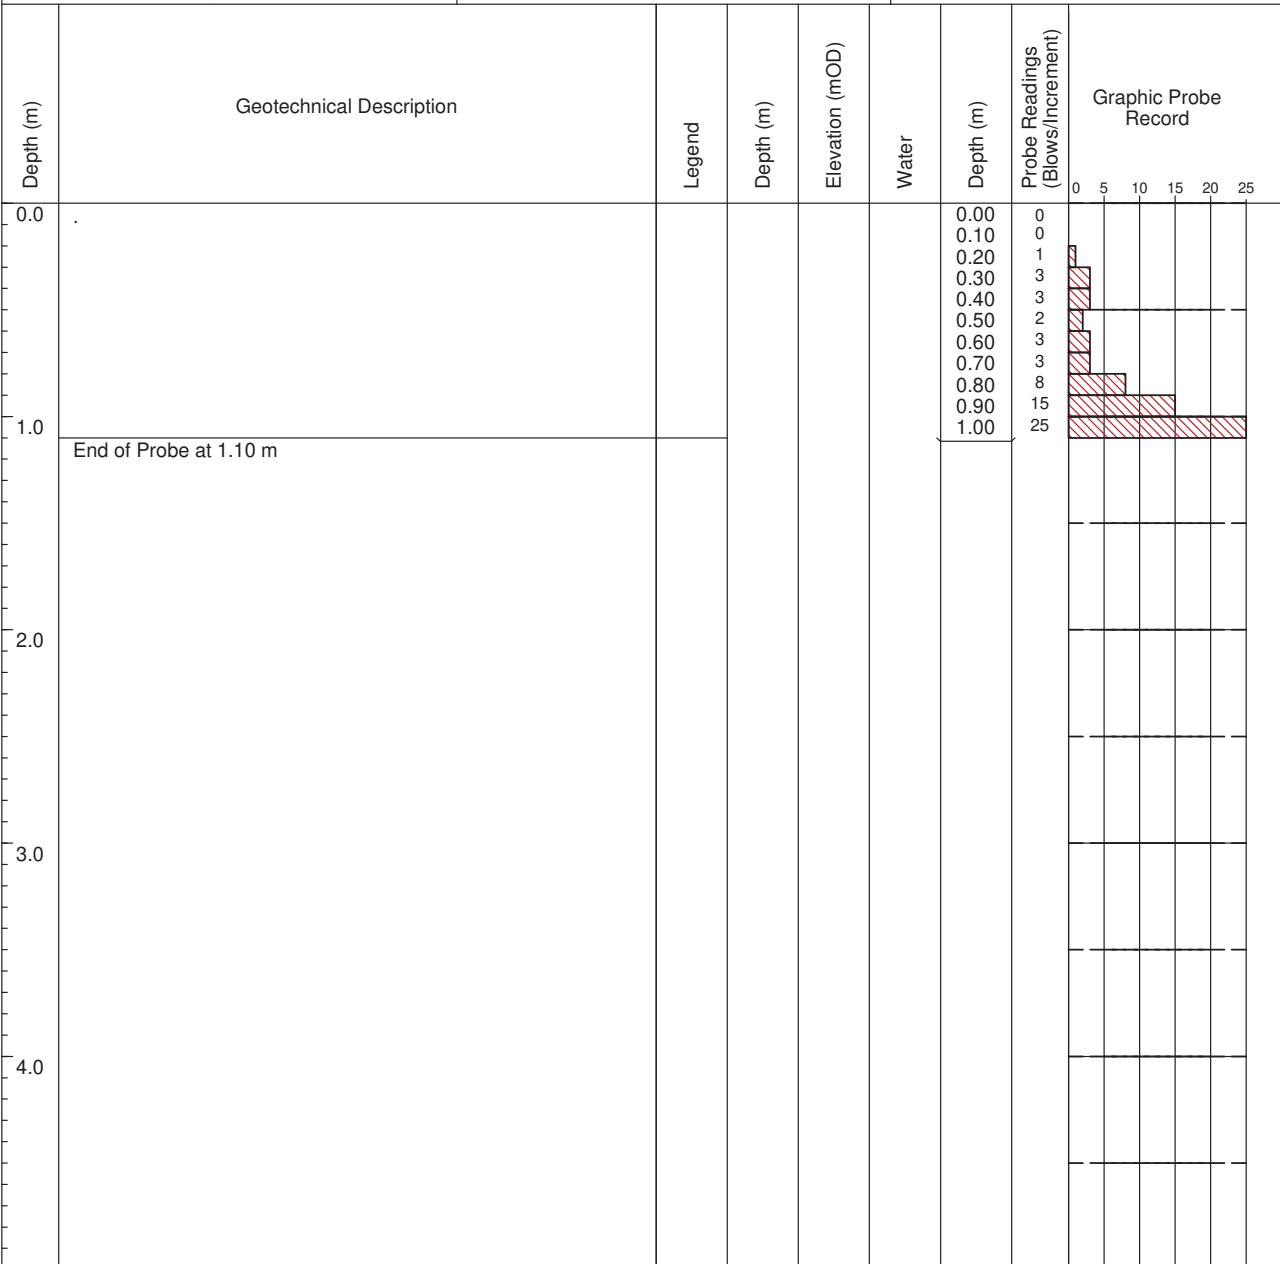 Depth (m)
Geotechnical Description
Legend
Depth (m)
Elevation (mOD)
Water
Depth (m)
Probe Readings
(Blows/Increment)
Graphic Probe
Record
0 5 10 15 20 25
0.0 . 0.00 0
0.10 0
0.20 1
0.30 3
0.40 3
0.50 2
0.60 3
0.70 3
0.80 8
0.90 15
1.0 1.00 25
End of Probe at 1.10 m
2.0
3.0
4.0